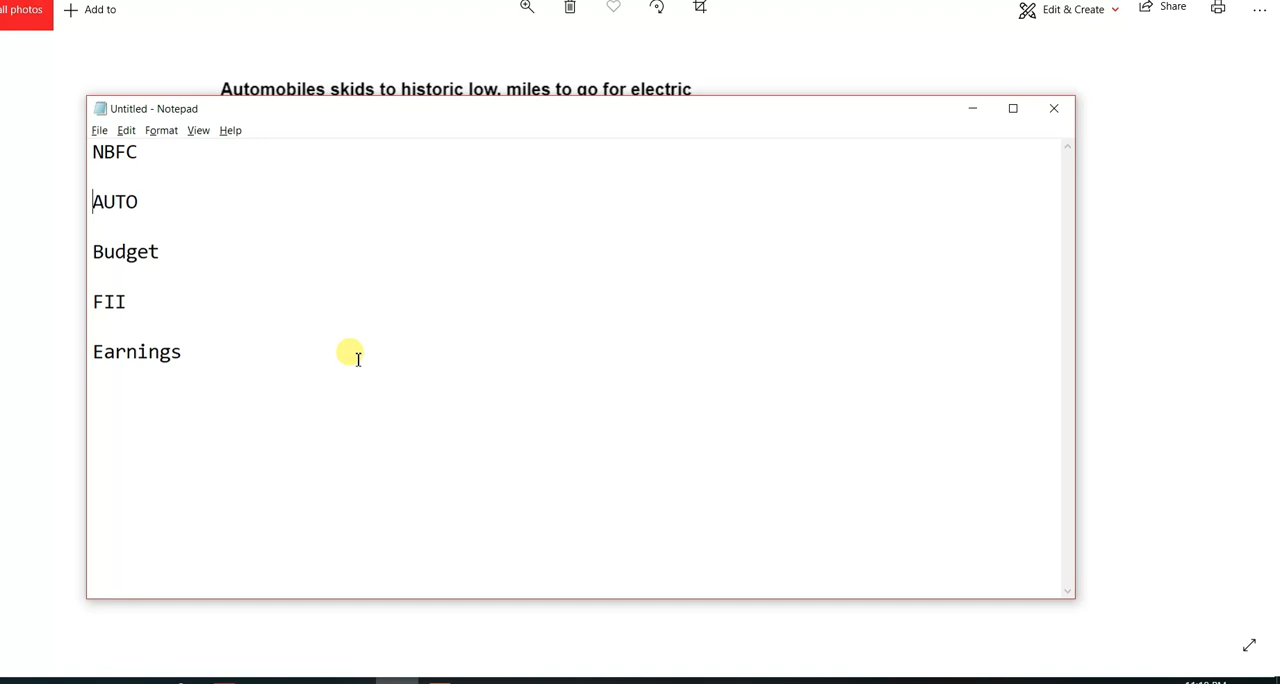 all photos
Add to
Edit & Create
Share
Automobiles skids to historic low, miles to go for electric
Untitled - Notepad
File Edit Format View Help
NBFC
AUTO
Budget
FII
Earnings